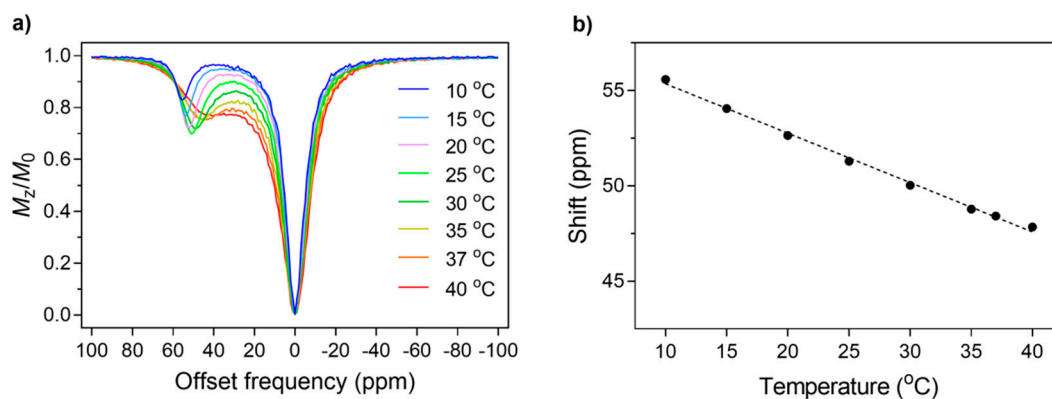 a)
1.0
0.8
0.6
0.4
0.2
0.0
Mz/M0
100 80 60 40 20 0 -20 -40 -60 -80 -100
Offset frequency (ppm)
10 °C
15 °C
20 °C
25 °C
30 °C
35 °C
37 °C
40 °C
b)
55
50
45
Shift (ppm)
10 15 20 25 30 35 40
Temperature (°C)